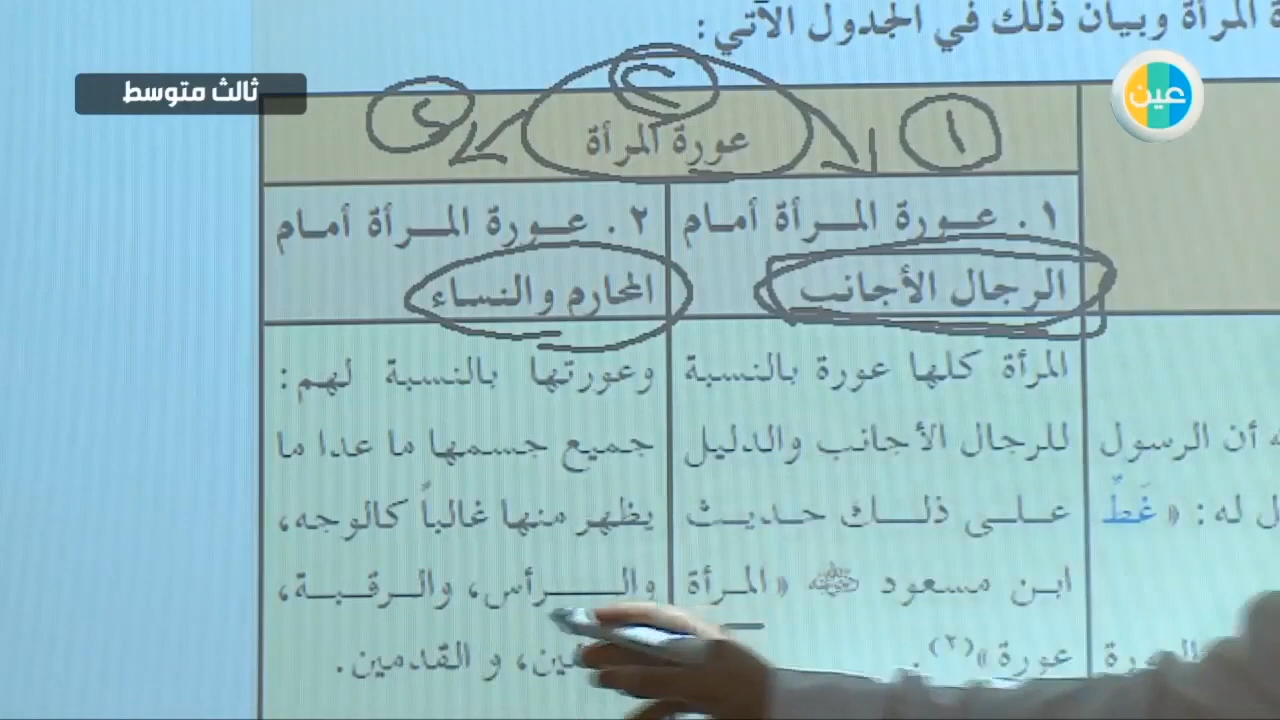 ة المرأة وبيان ذلك في الجدول الآتي:
ثالث متوسط
عين
١
٢
٢
عورة المرأة
١. عورة المرأة أمام
الرجال الأجانب
٢. عورة المرأة أمام
المحارم والنساء
المرأة كلها عورة بالنسبة
للرجال الأجانب والدليل
على ذلك حديث
ابن مسعود ﷺ «المرأة
عورة»(٢).
وعورتها بالنسبة لهم:
جميع جسمها ما عدا ما
يظهر منها غالباً كالوجه،
والرأس، والرقبة،
ين، و القدمين.
ه أن الرسول
ل له: «غَطِّ